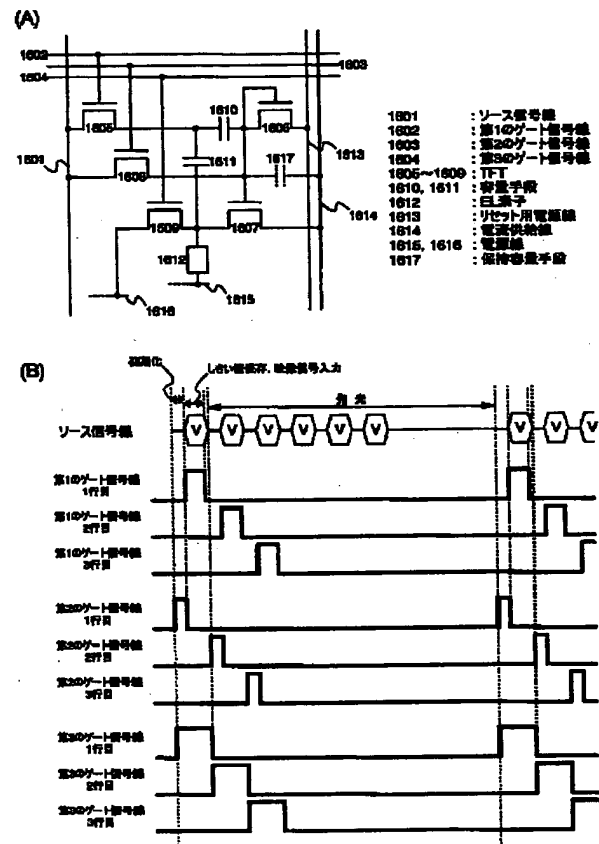 (A)
1602
1603
1604
1605
1610
1606
1601
1611
1617
1613
1608
1609
1607
1614
1612
1615
1616
1601 : ソース信号線
1602 : 第1のゲート信号線
1603 : 第2のゲート信号線
1604 : 第3のゲート信号線
1605~1609 : TFT
1610, 1611 : 容量手段
1612 : EL素子
1613 : リセット用電源線
1614 : 電流供給線
1615, 1616 : 電源線
1617 : 保持容量手段
(B)
初期化
しきい値保存, 映像信号入力
発光
ソース信号線
V V V V V V V V V
第1のゲート信号線
1行目
第1のゲート信号線
2行目
第1のゲート信号線
3行目
第2のゲート信号線
1行目
第2のゲート信号線
2行目
第2のゲート信号線
3行目
第3のゲート信号線
1行目
第3のゲート信号線
2行目
第3のゲート信号線
3行目